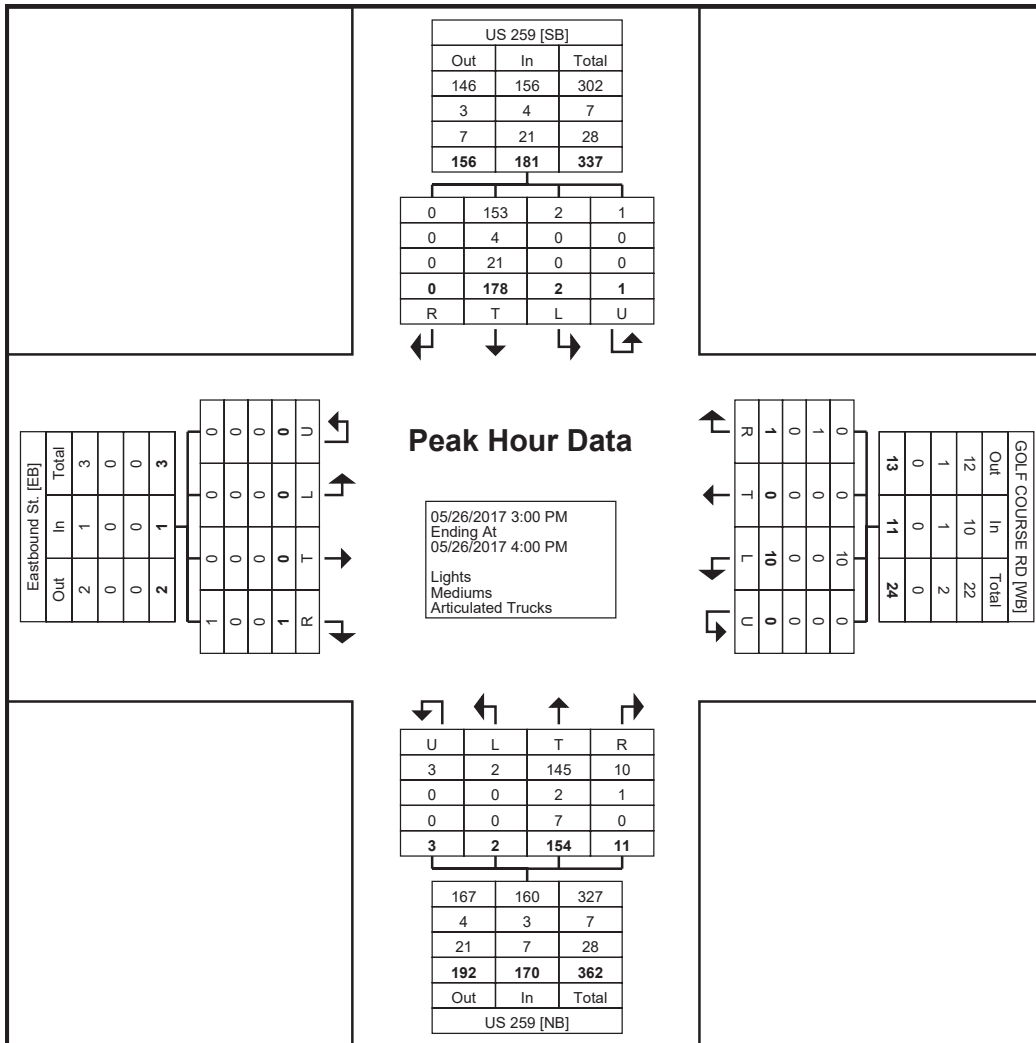 US 259 [SB]
Out In Total
146 156 302
3 4 7
7 21 28
156 181 337
0 153 2 1
0 4 0 0
0 21 0 0
0 178 2 1
R T L U
Eastbound St. [EB]
Total In Out
3 1 2
0 0 0
0 0 0
3 1 2
0 0 0 1
0 0 0 0
0 0 0 0
0 0 0 1
U L T R
Peak Hour Data
05/26/2017 3:00 PM
Ending At
05/26/2017 4:00 PM
Lights
Mediums
Articulated Trucks
R T L U
1 0 10 0
0 0 0 0
1 0 0 0
0 0 10 0
13 11 24
0 0 0
1 1 2
12 10 22
Out In Total
GOLF COURSE RD [WB]
U L T R
3 2 145 10
0 0 2 1
0 0 7 0
3 2 154 11
167 160 327
4 3 7
21 7 28
192 170 362
Out In Total
US 259 [NB]